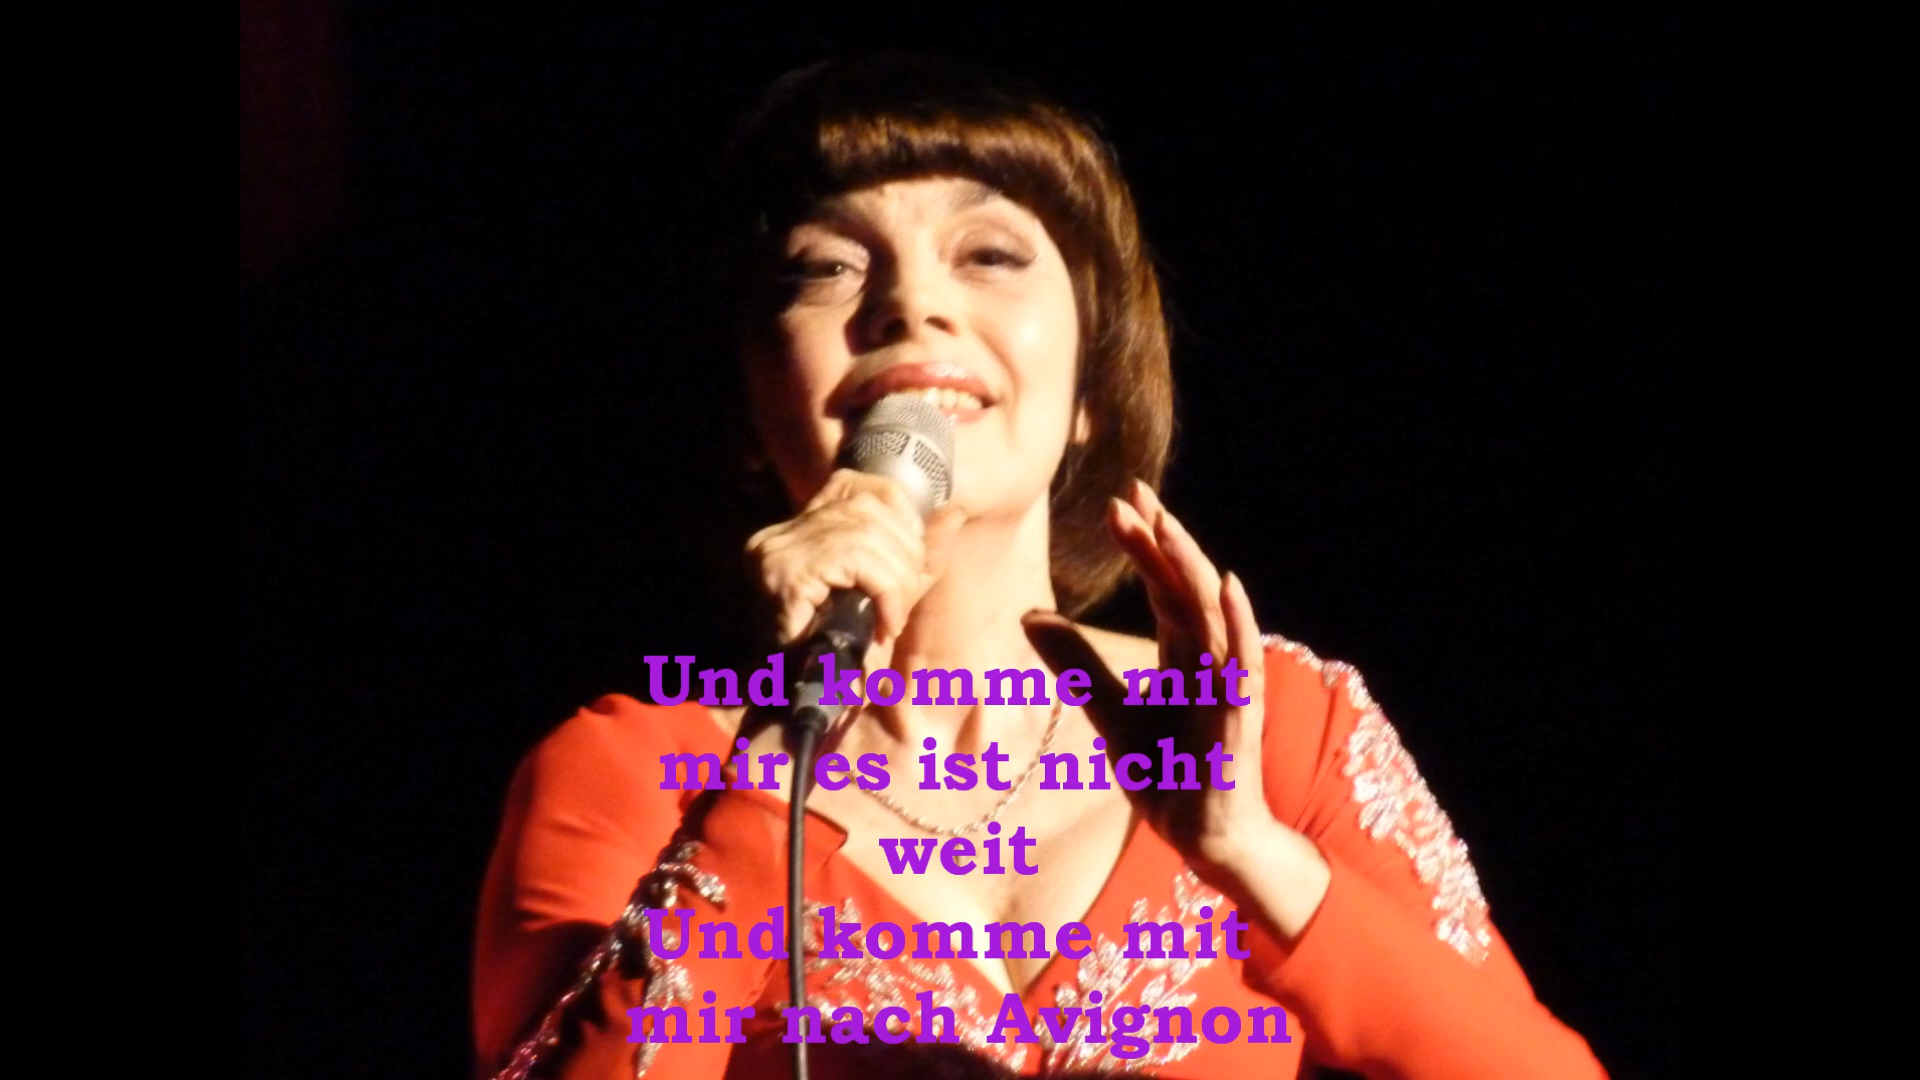 Und komme mit
mir es ist nicht
weit
Und komme mit
mir nach Avignon